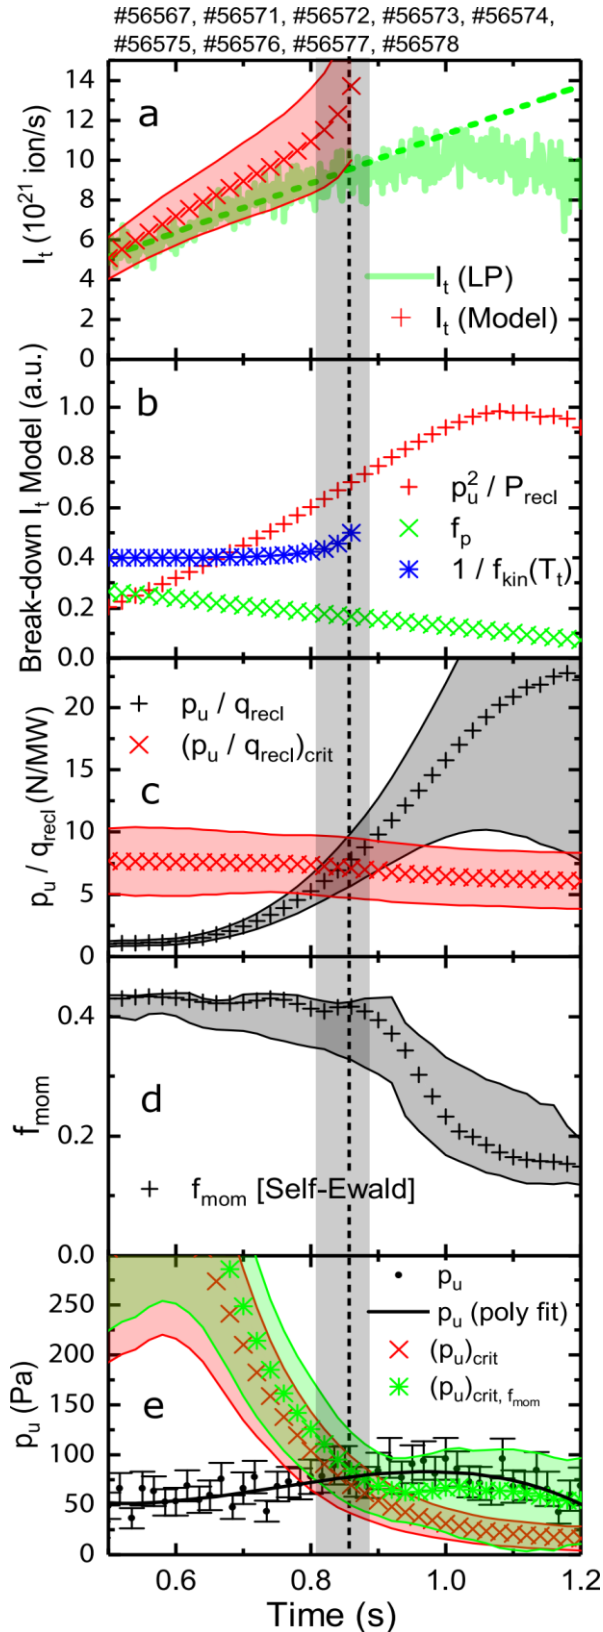 #56567, #56571, #56572, #56573, #56574,
#56575, #56576, #56577, #56578
14
12
10
8
6
4
2
0
I_t (10^21 ion/s)
a
I_t (LP)
I_t (Model)
1.0
0.8
0.6
0.4
0.2
0.0
Break-down I_t Model (a.u.)
b
p_u^2 / P_recl
f_p
1 / f_kin(T_t)
20
15
10
5
0
p_u / q_recl (N/MW)
p_u / q_recl
(p_u / q_recl)_crit
c
0.4
0.2
0.0
f_mom
d
f_mom [Self-Ewald]
250
200
150
100
50
0
p_u (Pa)
e
p_u
p_u (poly fit)
(p_u)_crit
(p_u)_crit, f_mom
0.6
0.8
1.0
1.2
Time (s)